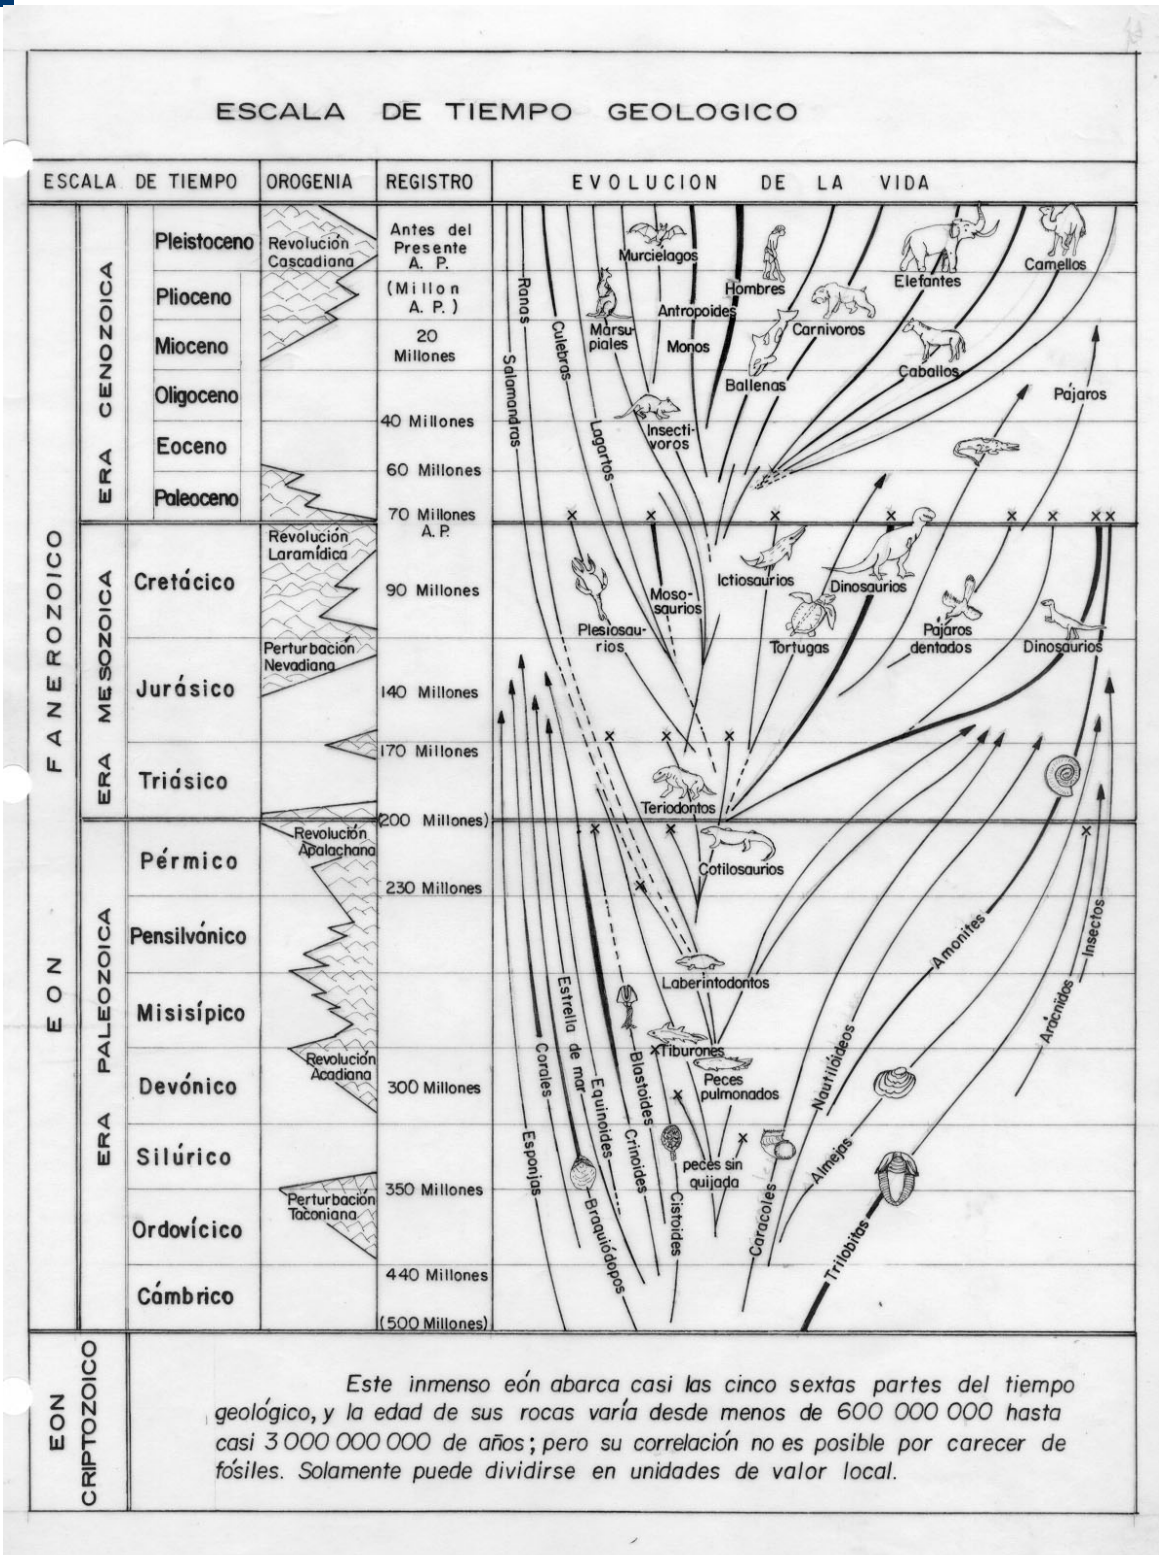 ESCALA DE TIEMPO GEOLOGICO
ESCALA DE TIEMPO
OROGENIA
REGISTRO
EVOLUCION DE LA VIDA
EON FANEROZOICO
ERA CENOZOICA
Pleistoceno
Plioceno
Mioceno
Oligoceno
Eoceno
Paleoceno
ERA MESOZOICA
Cretácico
Jurásico
Triásico
ERA PALEOZOICA
Pérmico
Pensilvánico
Misisípico
Devónico
Silúrico
Ordovícico
Cámbrico
Revolución
Cascadiana
Revolución
Laramídica
Perturbación
Nevadiana
Revolución
Apalachana
Revolución
Acadiana
Perturbación
Taconiana
Antes del
Presente
A. P.
(Millon
A. P.)
20
Millones
40 Millones
60 Millones
70 Millones
A. P.
90 Millones
140 Millones
170 Millones
(200 Millones)
230 Millones
300 Millones
350 Millones
440 Millones
(500 Millones)
Ranas
Salamandras
Culebras
Lagartos
Marsu-
piales
Murciélagos
Insectí-
voros
Antropoides
Monos
Hombres
Ballenas
Carnivoros
Elefantes
Caballos
Camellos
Pájaros
Plesiosau-
rios
Moso-
saurios
Ictiosaurios
Tortugas
Dinosaurios
Pájaros
dentados
Dinosaurios
Teriodontos
Cotilosaurios
Laberintodontos
Tiburones
Peces
pulmonados
peces sin
quijada
Esponjas
Corales
Estrella de mar
Equinoides
Braquiódopos
Crinoides
Blastoides
Cistoides
Caracoles
Nautilóideos
Almejas
Amonites
Trilobitas
Arácnidos
Insectos
EON
CRIPTOZOICO
Este inmenso eón abarca casi las cinco sextas partes del tiempo
geológico, y la edad de sus rocas varía desde menos de 600 000 000 hasta
casi 3 000 000 000 de años; pero su correlación no es posible por carecer de
fósiles. Solamente puede dividirse en unidades de valor local.